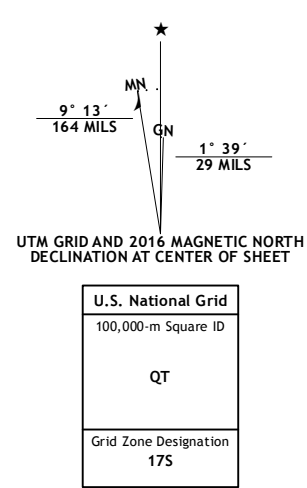 ★
MN
9° 13´
164 MILS
GN
1° 39´
29 MILS
UTM GRID AND 2016 MAGNETIC NORTH
DECLINATION AT CENTER OF SHEET
U.S. National Grid
100,000-m Square ID
QT
Grid Zone Designation
17S